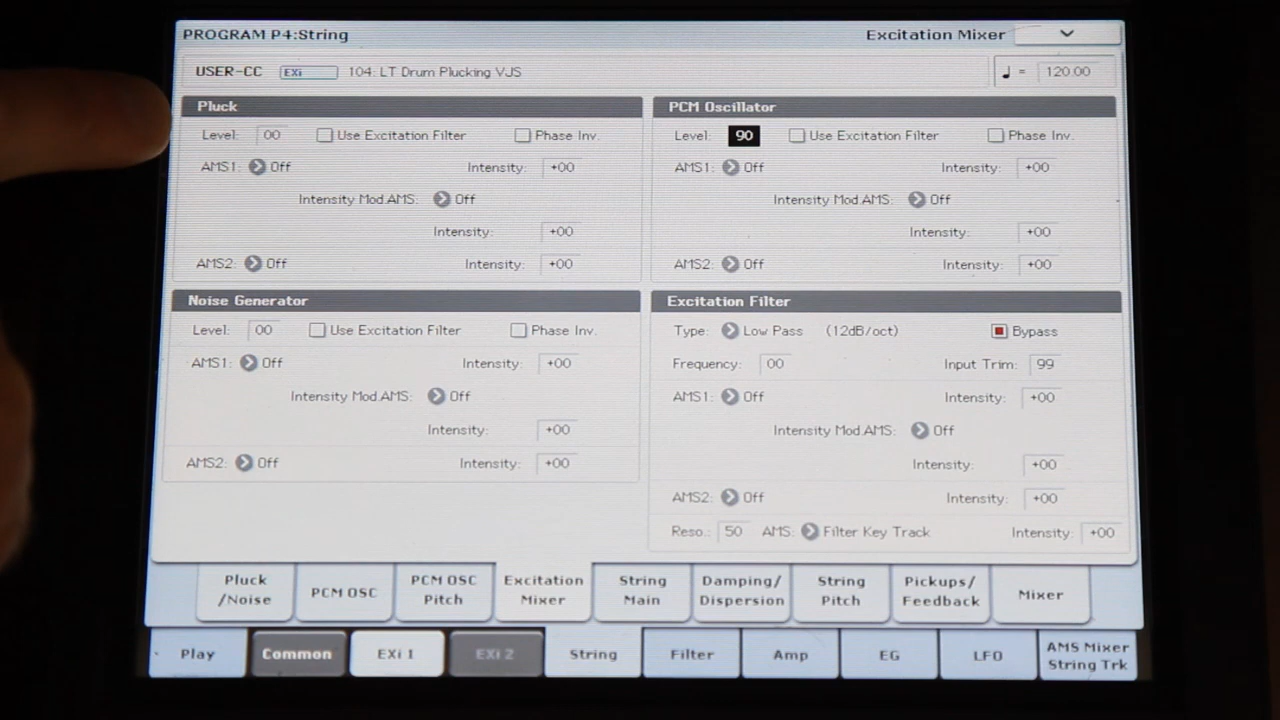 PROGRAM P4:String
Excitation Mixer
USER-CC EXi 104: LT Drum Plucking VJS
♩ = 120.00
Pluck
Level: 00 Use Excitation Filter Phase Inv.
AMS1: Off Intensity: +00
Intensity Mod.AMS: Off
Intensity: +00
AMS2: Off Intensity: +00
PCM Oscillator
Level: 90 Use Excitation Filter Phase Inv.
AMS1: Off Intensity: +00
Intensity Mod.AMS: Off
Intensity: +00
AMS2: Off Intensity: +00
Noise Generator
Level: 00 Use Excitation Filter Phase Inv.
AMS1: Off Intensity: +00
Intensity Mod.AMS: Off
Intensity: +00
AMS2: Off Intensity: +00
Excitation Filter
Type: Low Pass (12dB/oct) Bypass
Frequency: 00 Input Trim: 99
AMS1: Off Intensity: +00
Intensity Mod.AMS: Off
Intensity: +00
AMS2: Off Intensity: +00
Reso.: 50 AMS: Filter Key Track Intensity: +00
Pluck
/Noise
PCM OSC
PCM OSC
Pitch
Excitation
Mixer
String
Main
Damping/
Dispersion
String
Pitch
Pickups/
Feedback
Mixer
Play
Common
EXi 1
EXi 2
String
Filter
Amp
EG
LFO
AMS Mixer
String Trk